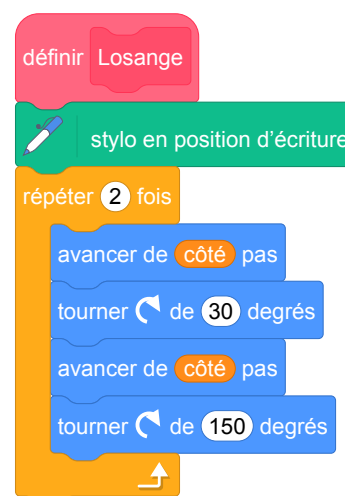 définir Losange
stylo en position d’écriture
répéter 2 fois
avancer de côté pas
tourner de 30 degrés
avancer de côté pas
tourner de 150 degrés